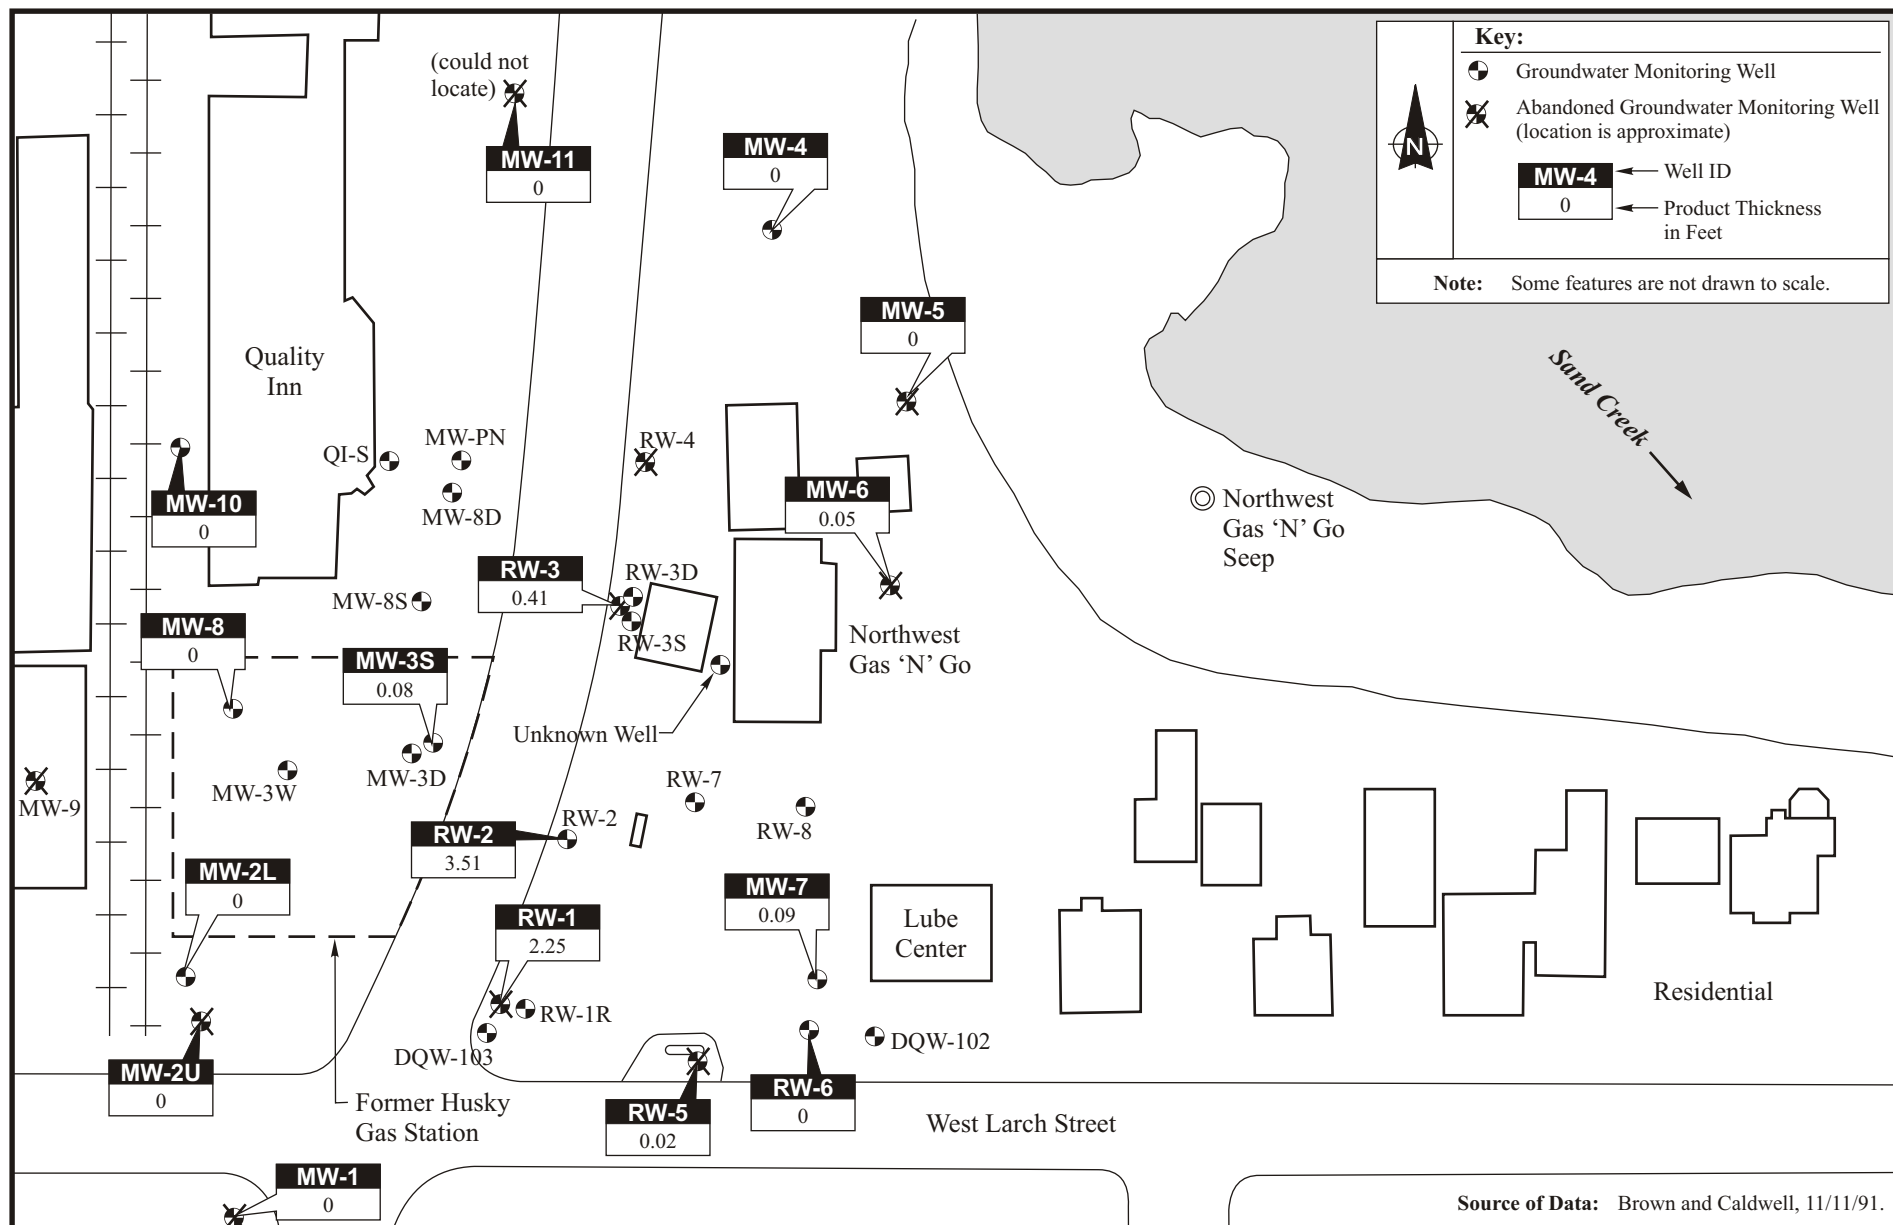 (could not
locate)
MW-11
0
MW-4
0
Key:
Groundwater Monitoring Well
Abandoned Groundwater Monitoring Well
(location is approximate)
MW-4
Well ID
0
Product Thickness
in Feet
N
Note: Some features are not drawn to scale.
MW-5
0
Quality
Inn
Sand Creek
QI-S
MW-PN
MW-8D
RW-4
MW-10
0
MW-6
0.05
Northwest
Gas ‘N’ Go
Seep
RW-3
0.41
RW-3D
RW-3S
MW-8S
MW-8
0
MW-3S
0.08
Northwest
Gas ‘N’ Go
Unknown Well
MW-3D
MW-3W
MW-9
RW-7
RW-8
RW-2
RW-2
3.51
MW-2L
0
MW-7
0.09
Lube
Center
RW-1
2.25
RW-1R
DQW-103
DQW-102
Residential
MW-2U
0
Former Husky
Gas Station
RW-5
0.02
RW-6
0
West Larch Street
MW-1
0
Source of Data: Brown and Caldwell, 11/11/91.